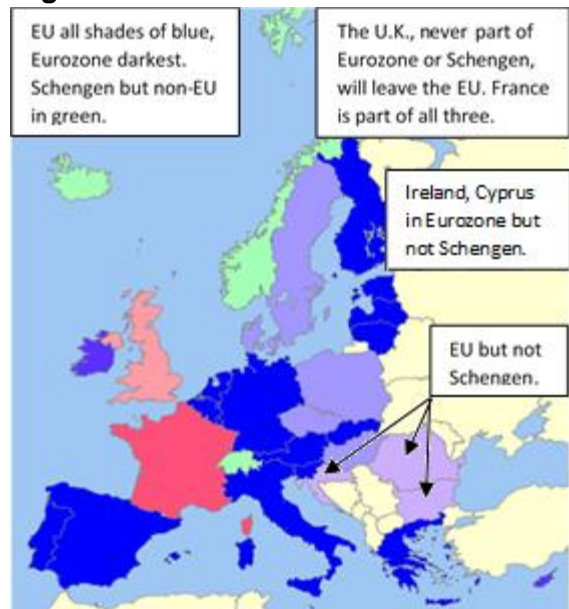 EU all shades of blue,
Eurozone darkest.
Schengen but non-EU
in green.
The U.K., never part of
Eurozone or Schengen,
will leave the EU. France
is part of all three.
Ireland, Cyprus
in Eurozone but
not Schengen.
EU but not
Schengen.